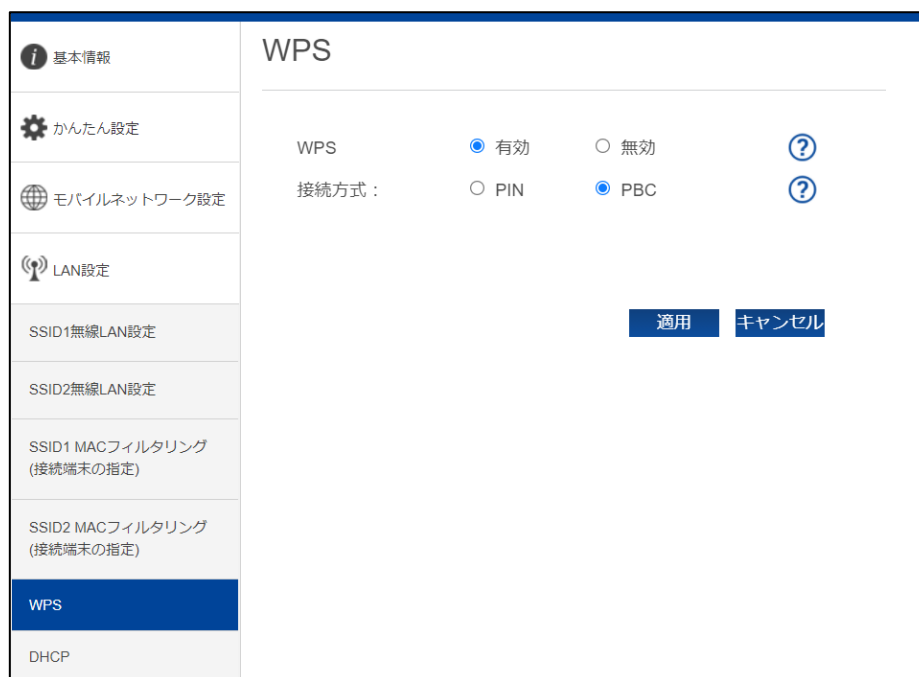 基本情報
かんたん設定
モバイルネットワーク設定
LAN設定
SSID1無線LAN設定
SSID2無線LAN設定
SSID1 MACフィルタリング
(接続端末の指定)
SSID2 MACフィルタリング
(接続端末の指定)
WPS
DHCP
WPS
WPS 有効 無効 ?
接続方式： PIN PBC ?
適用 キャンセル